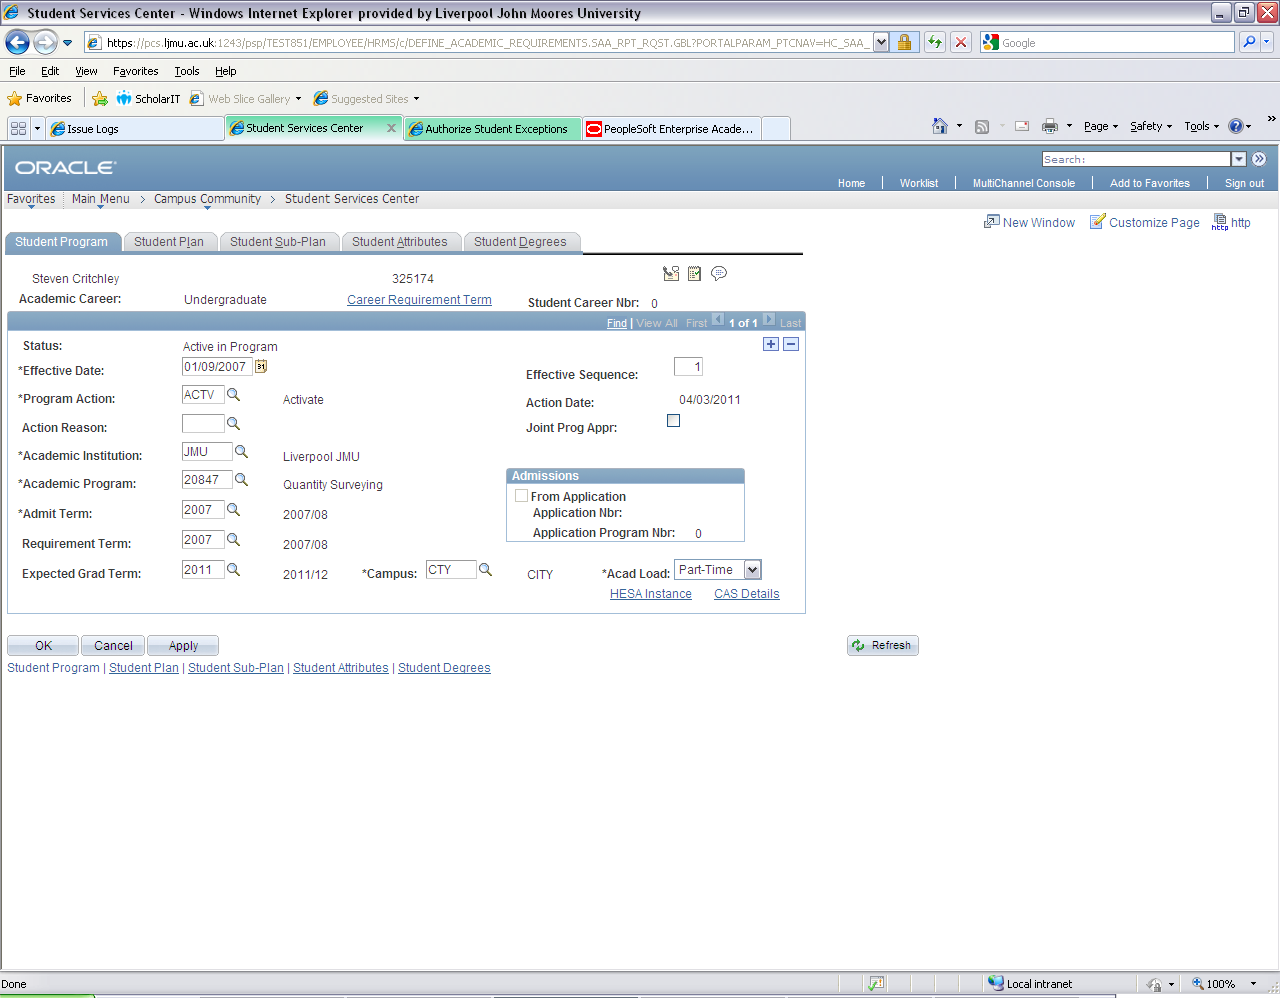 Student Services Center - Windows Internet Explorer provided by Liverpool John Moores University
https://pcs.ljmu.ac.uk:1243/psp/TEST851/EMPLOYEE/HRMS/c/DEFINE_ACADEMIC_REQUIREMENTS.SAA_RPT_RQST.GBL?PORTALPARAM_PTCNAV=HC_SAA_ Google
File Edit View Favorites Tools Help
Favorites ScholarIT Web Slice Gallery Suggested Sites
Issue Logs Student Services Center X Authorize Student Exceptions PeopleSoft Enterprise Acade... Page Safety Tools
ORACLE Search:
Home Worklist MultiChannel Console Add to Favorites Sign out
Favorites Main Menu > Campus Community > Student Services Center
New Window Customize Page http
Student Program Student Plan Student Sub-Plan Student Attributes Student Degrees
Steven Critchley 325174
Academic Career: Undergraduate Career Requirement Term Student Career Nbr: 0
Find | View All First 1 of 1 Last
Status: Active in Program
*Effective Date: 01/09/2007 31 Effective Sequence: 1
*Program Action: ACTV Activate Action Date: 04/03/2011
Action Reason: Joint Prog Appr:
*Academic Institution: JMU Liverpool JMU
*Academic Program: 20847 Quantity Surveying
Admissions
From Application
Application Nbr:
Application Program Nbr: 0
*Admit Term: 2007 2007/08
Requirement Term: 2007 2007/08
Expected Grad Term: 2011 2011/12 *Campus: CTY CITY *Acad Load: Part-Time
HESA Instance CAS Details
OK Cancel Apply Refresh
Student Program | Student Plan | Student Sub-Plan | Student Attributes | Student Degrees
Done Local intranet 100%